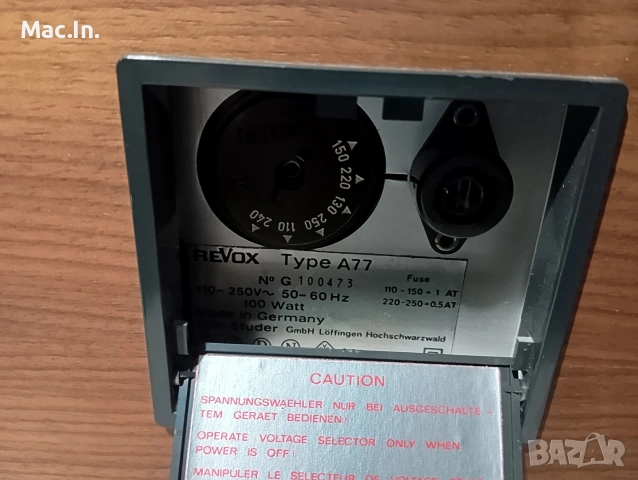 Mac.In.
150 220 130 250 110 240
REVOX Type A77
Nº G 100473
110-250V~ 50-60Hz
100 Watt
Made in Germany
Studer GmbH Löffingen Hochschwarzwald
Fuse
110-150=1 AT
220-250=0.5AT
CAUTION
SPANNUNGSWAEHLER NUR BEI AUSGESCHALTE-
TEM GERAET BEDIENEN!
OPERATE VOLTAGE SELECTOR ONLY WHEN
POWER IS OFF!
MANIPULER LE SELECTEUR DE
BAZAR